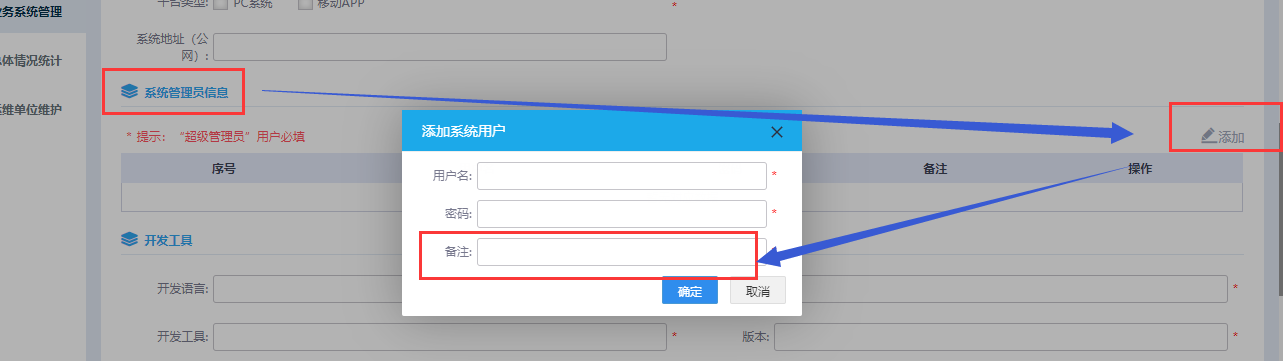 业务系统管理
平台类型: PC系统 移动APP *
系统地址（公
网）:
总体情况统计
系统管理员信息
运维单位维护
* 提示: “超级管理员”用户必填
添加
序号 备注 操作
添加系统用户
用户名: *
密码: *
备注:
确定 取消
开发工具
开发语言: *
开发工具: * 版本: *